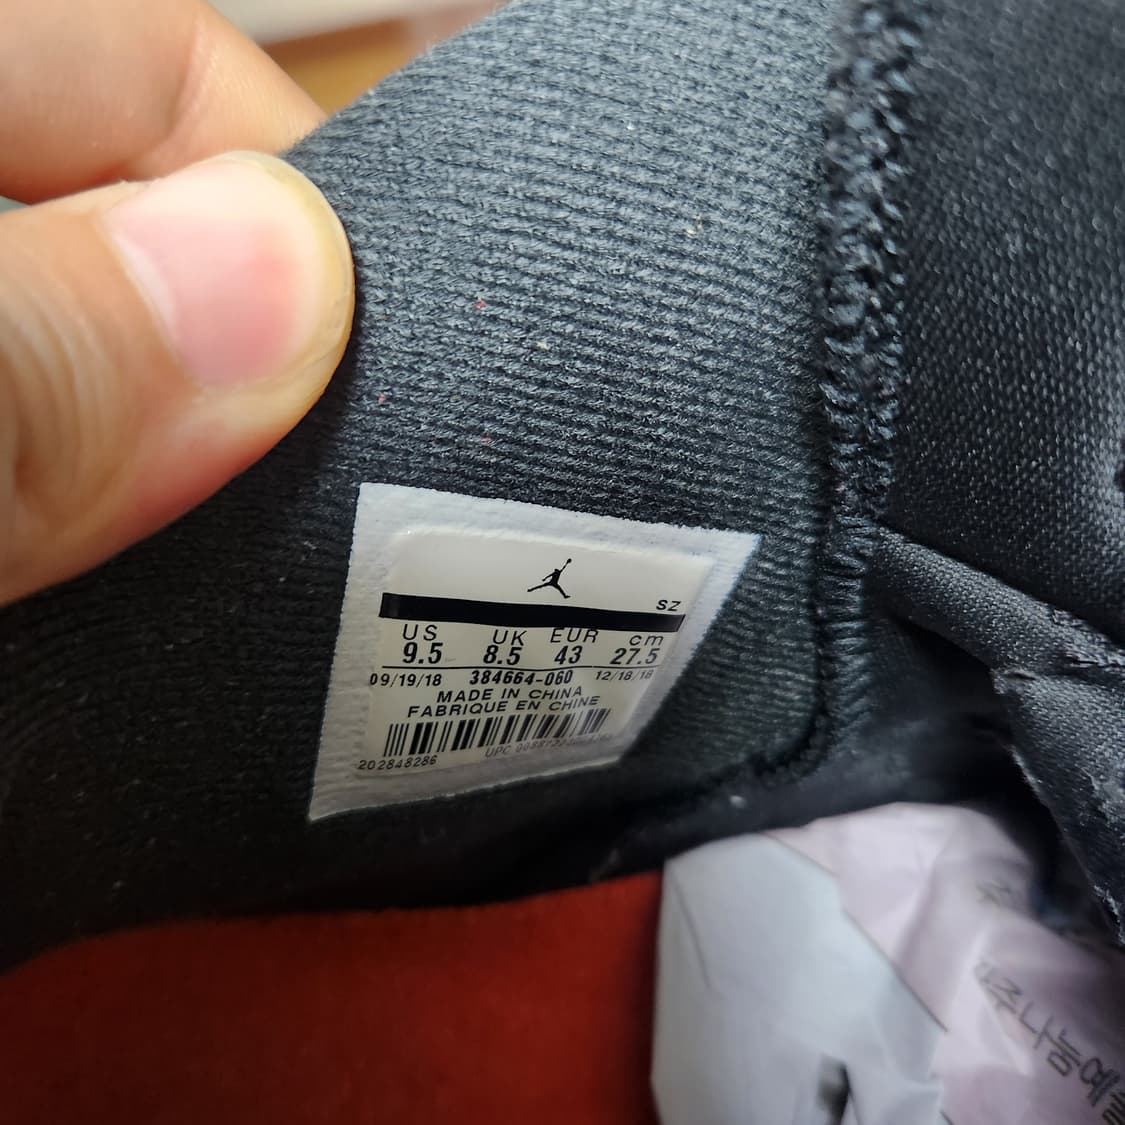 SZ
US UK EUR cm
9.5 8.5 43 27.5
09/19/18 384664-060 12/18/18
MADE IN CHINA
FABRIQUE EN CHINE
UPC
202848286